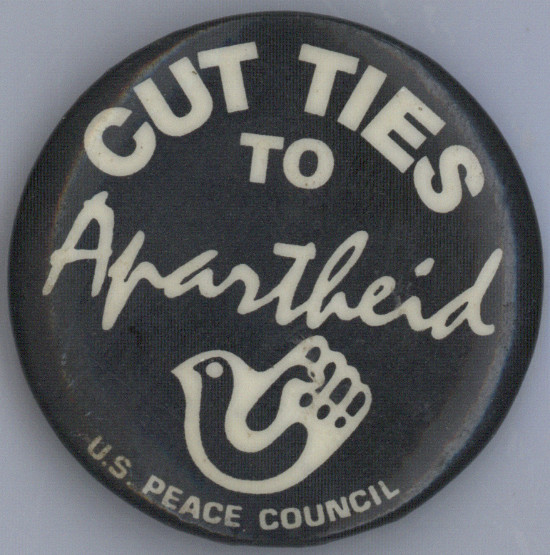 CUT TIES
TO
Apartheid
U.S. PEACE COUNCIL